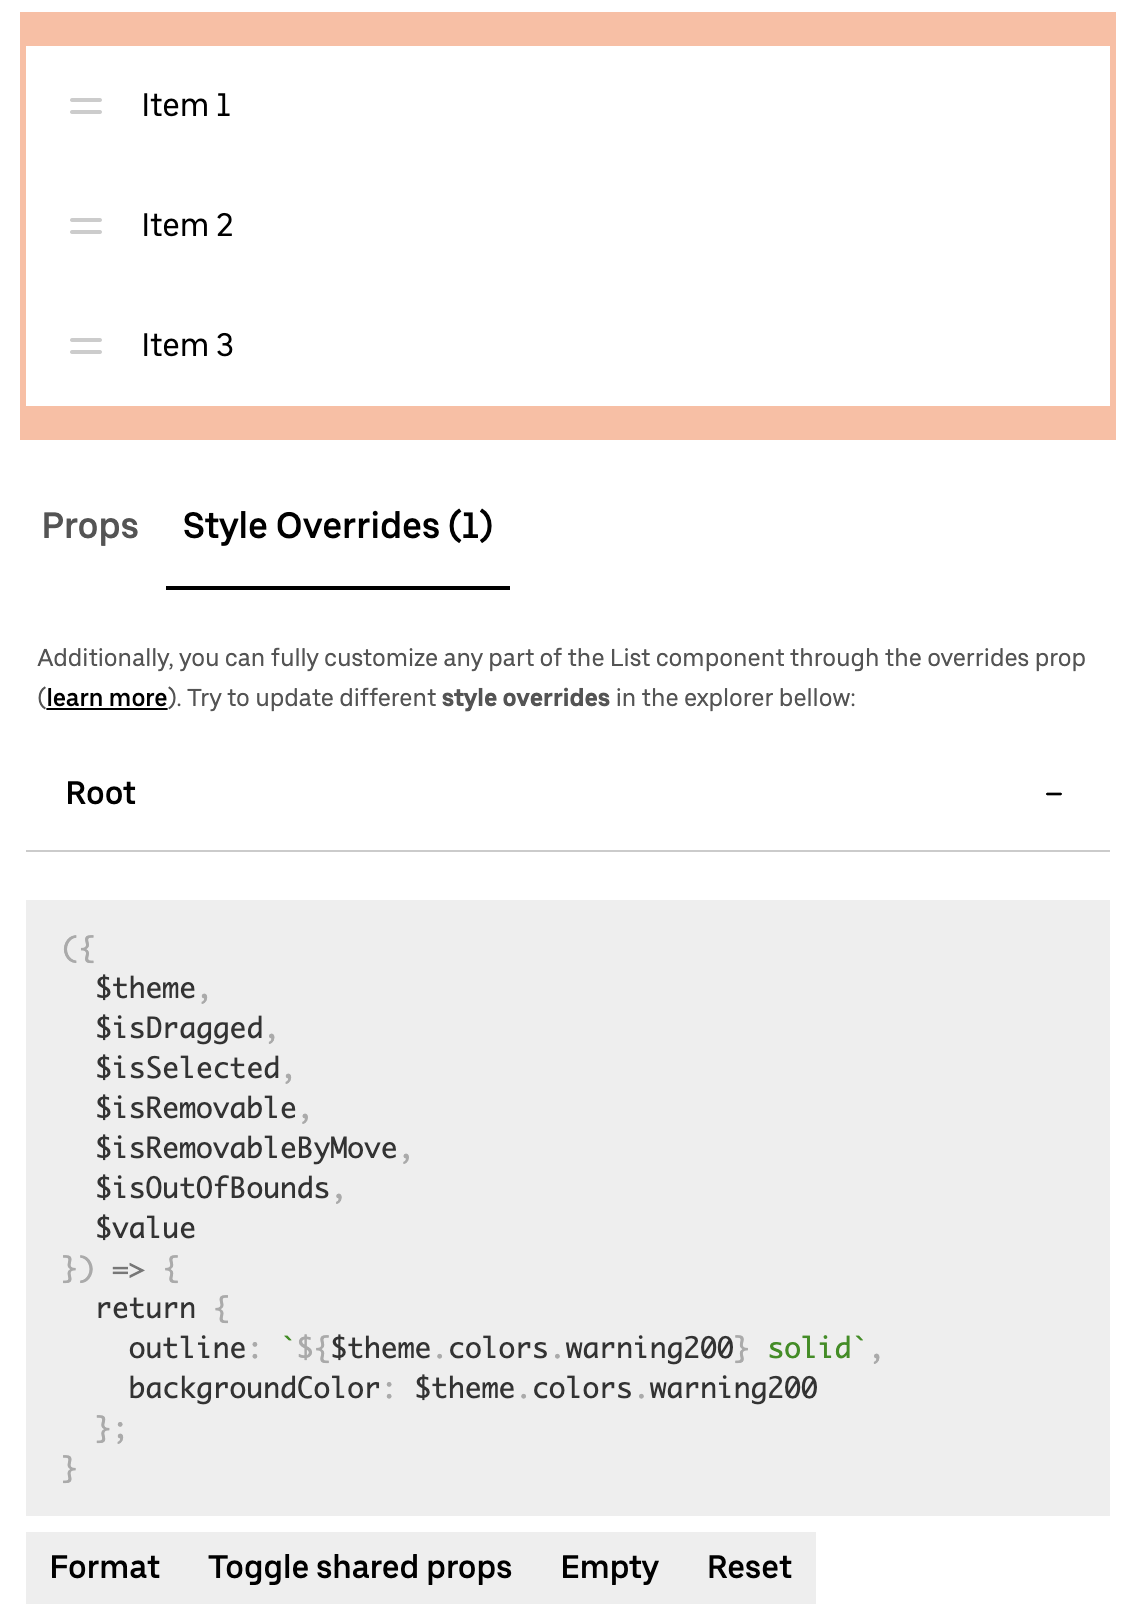 Item 1
Item 2
Item 3
Props Style Overrides (1)
Additionally, you can fully customize any part of the List component through the overrides prop
(learn more). Try to update different style overrides in the explorer bellow:
Root −
({
  $theme,
  $isDragged,
  $isSelected,
  $isRemovable,
  $isRemovableByMove,
  $isOutOfBounds,
  $value
}) => {
  return {
    outline: `${$theme.colors.warning200} solid`,
    backgroundColor: $theme.colors.warning200
  };
}
Format Toggle shared props Empty Reset